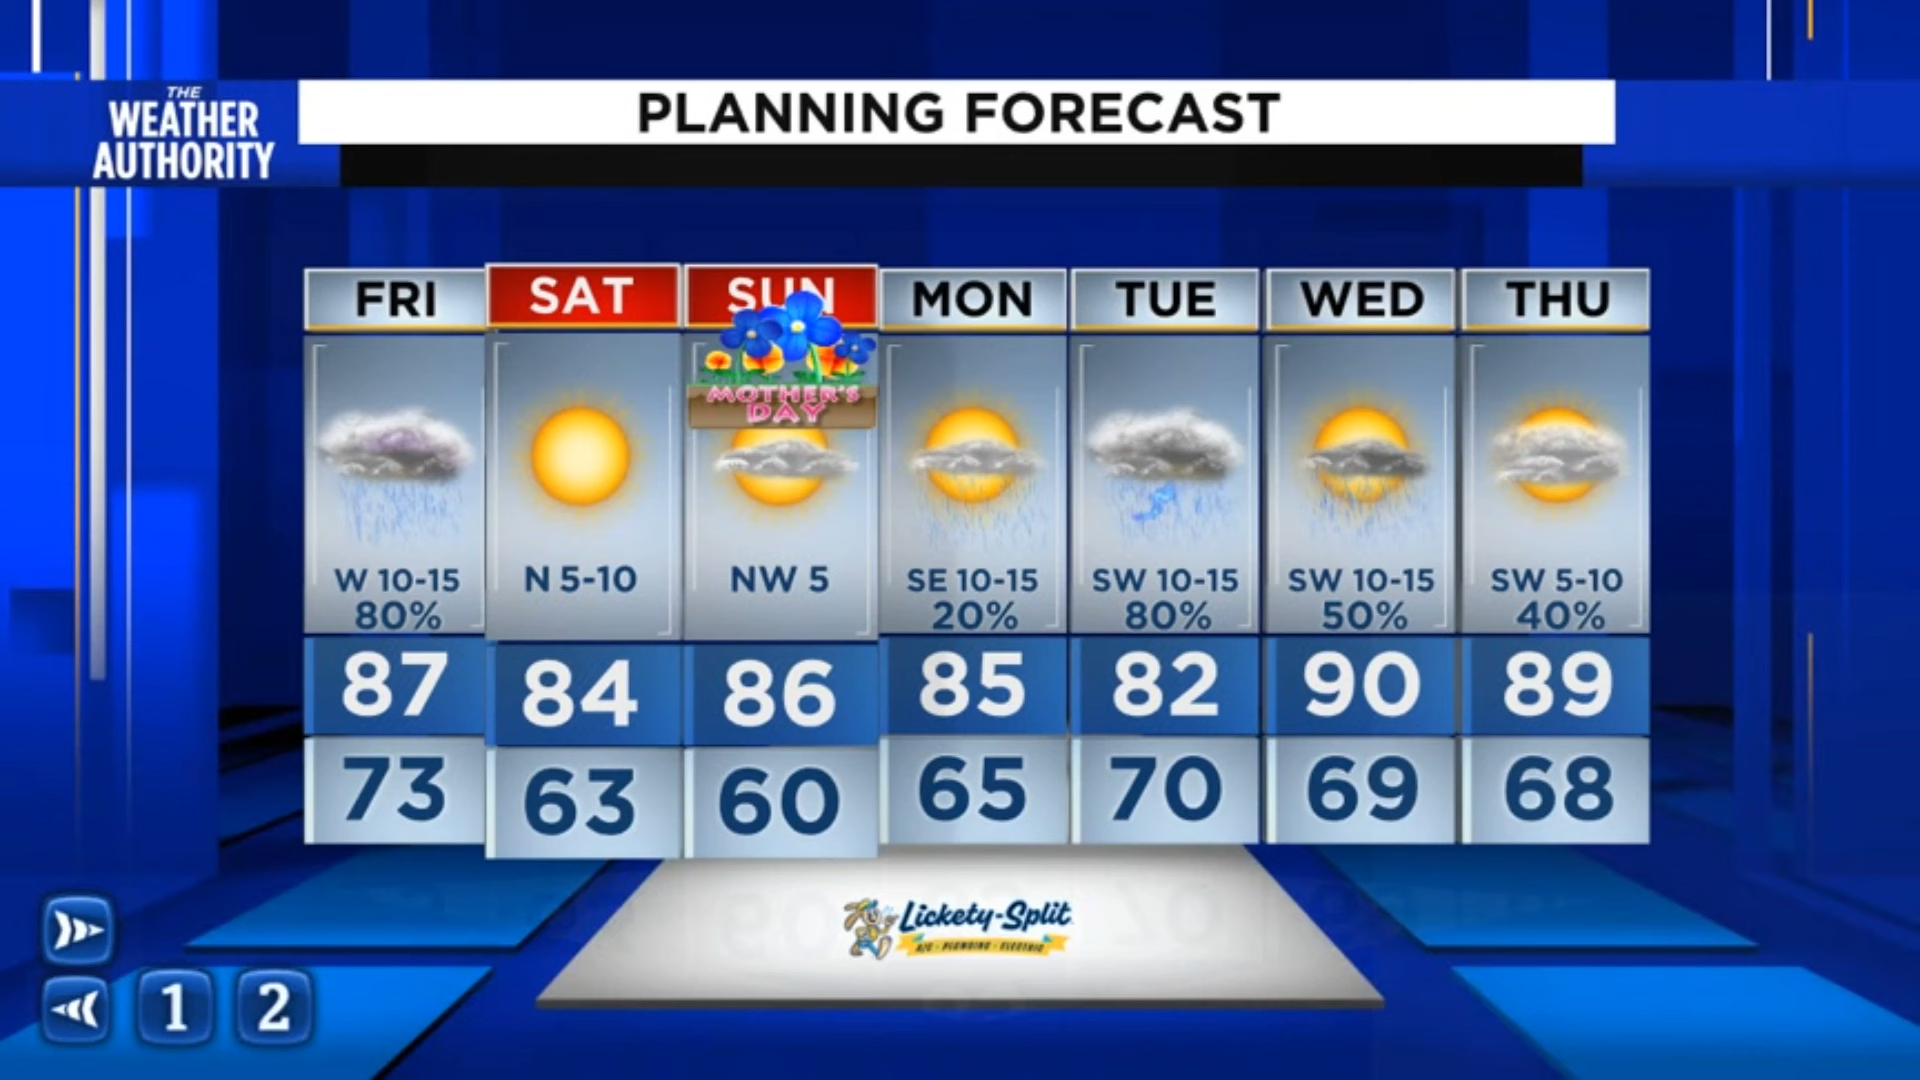 THE
WEATHER
AUTHORITY
PLANNING FORECAST
FRI
SAT
SUN
MON
TUE
WED
THU
MOTHER'S
DAY
W 10-15
80%
N 5-10
NW 5
SE 10-15
20%
SW 10-15
80%
SW 10-15
50%
SW 5-10
40%
87
84
86
85
82
90
89
73
63
60
65
70
69
68
Lickety-Split
A/C - PLUMBING - ELECTRIC
1
2